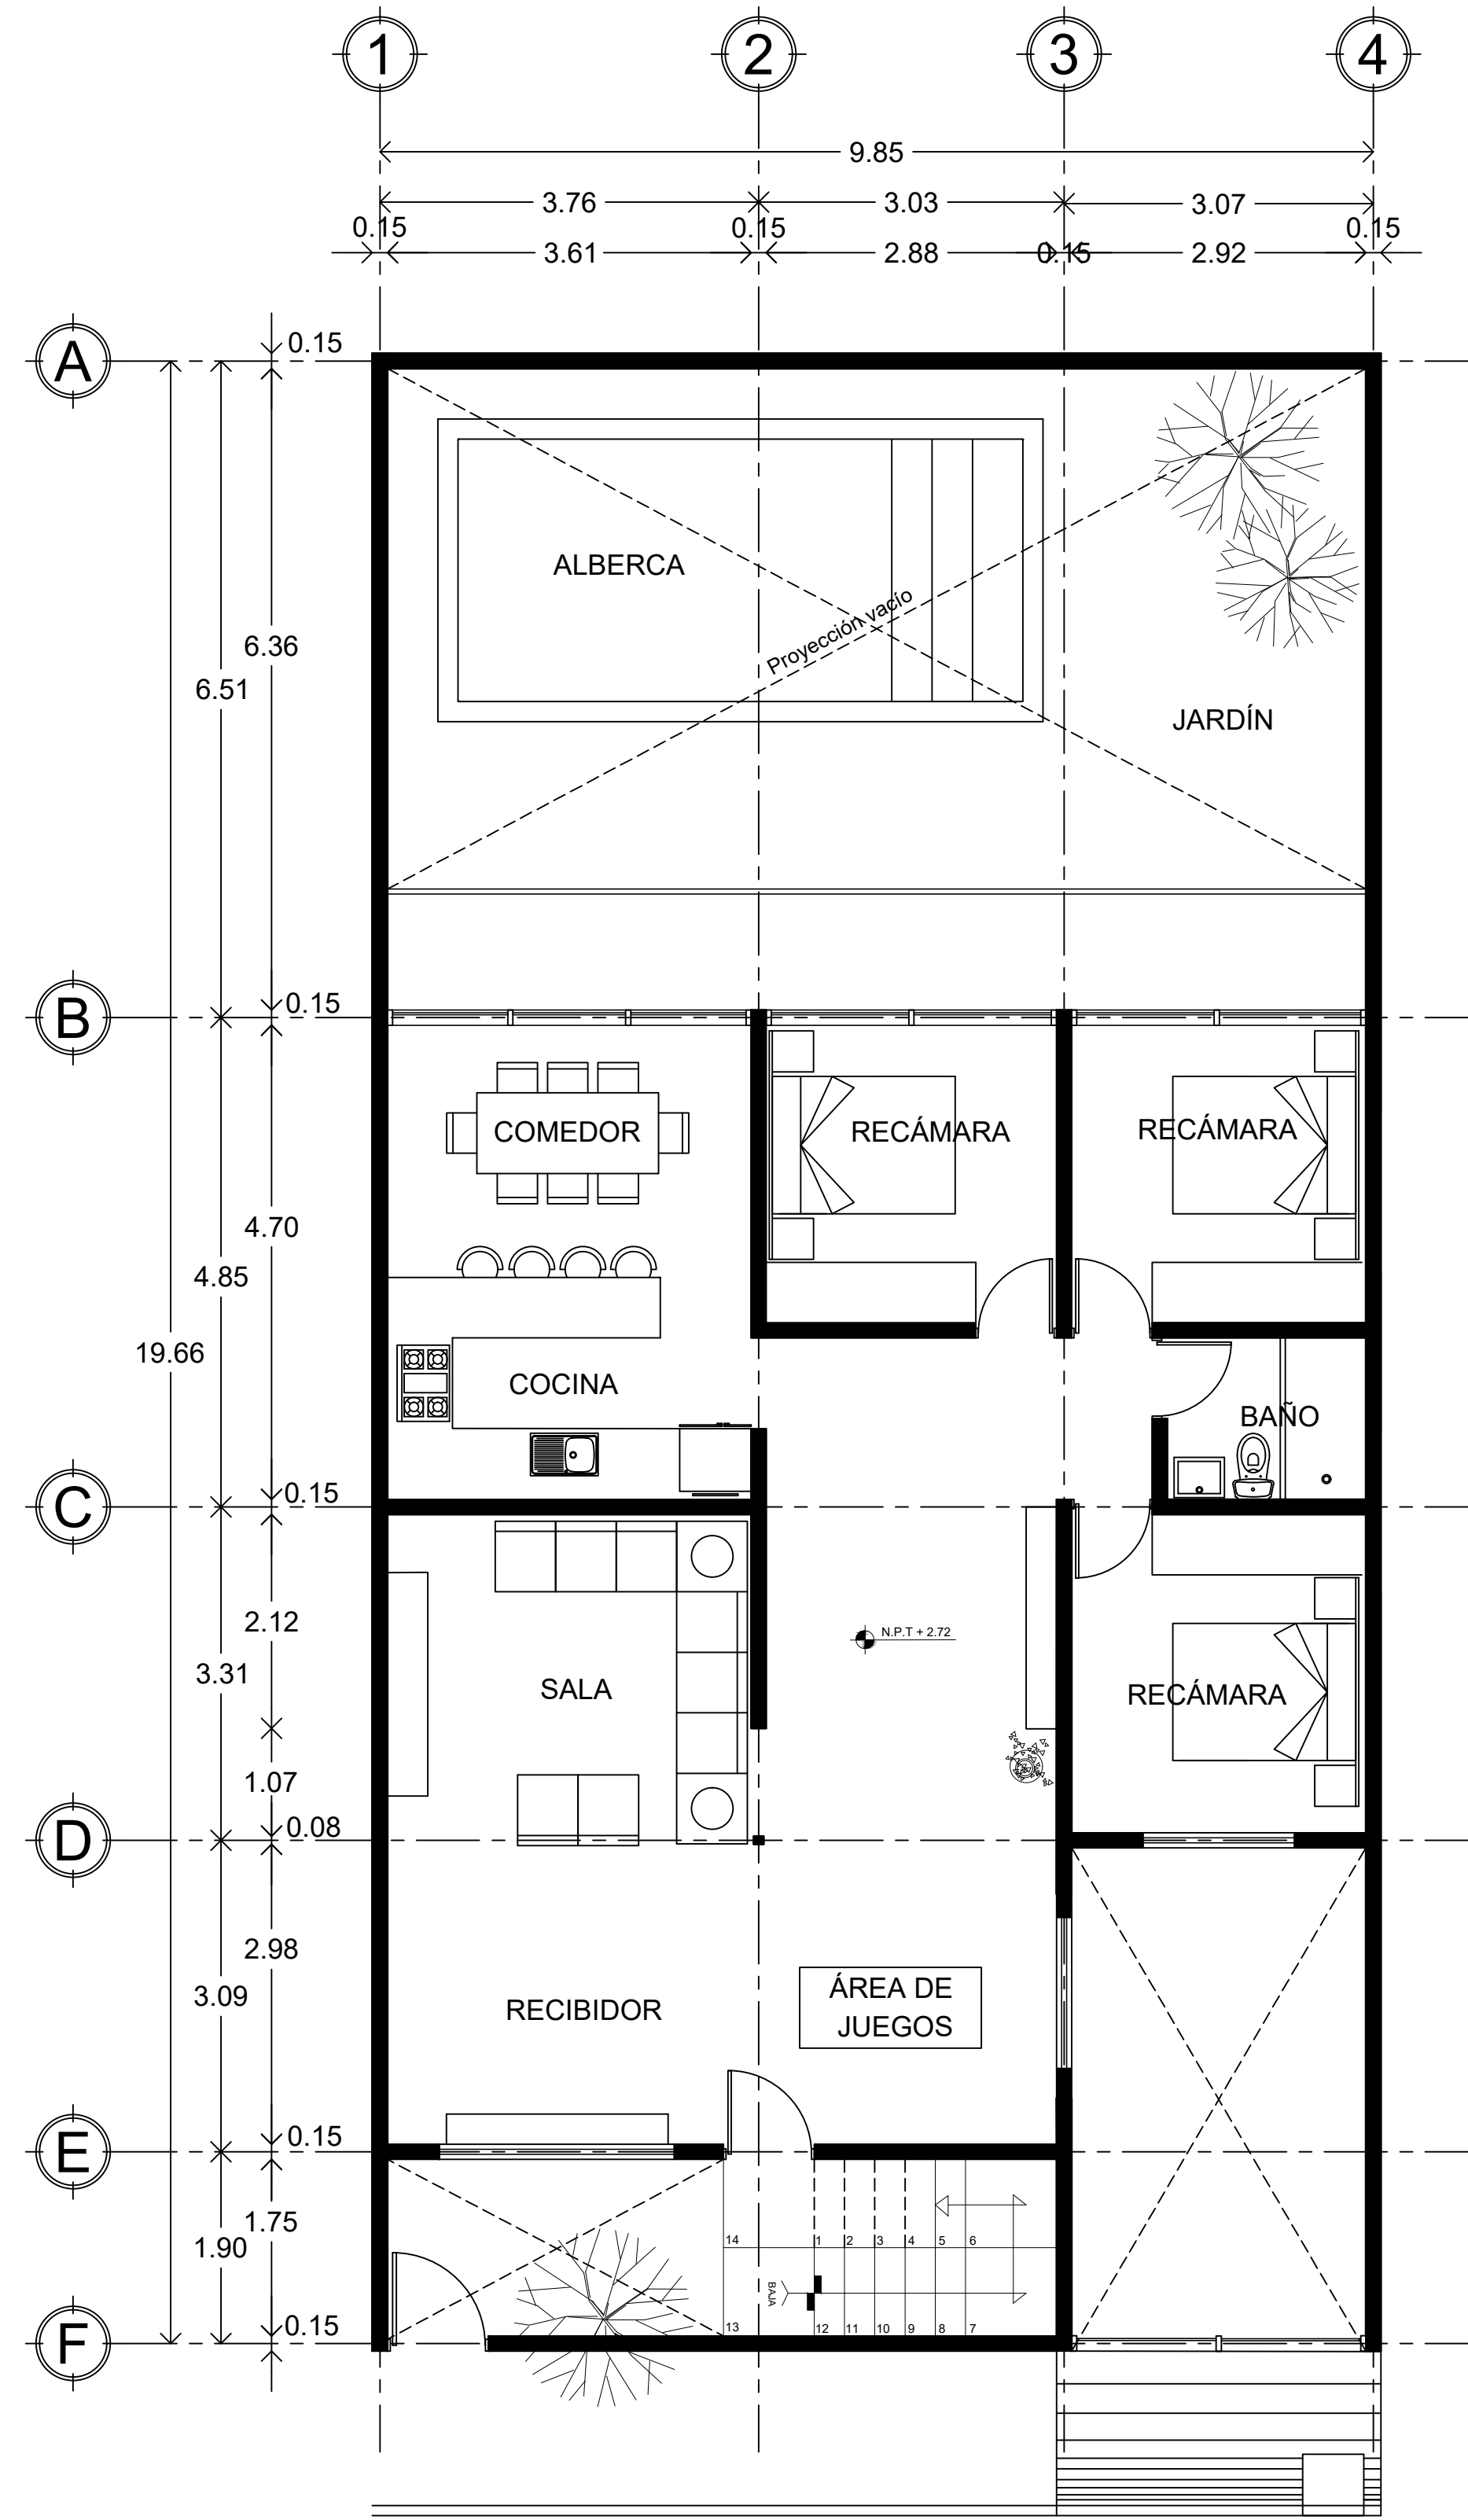 1 2 3 4
9.85
3.76 3.03 3.07
0.15 0.15 0.15
3.61 2.88 0.15 2.92
A
0.15
ALBERCA
Proyección vacío
6.36
6.51
JARDÍN
B
0.15
COMEDOR RECÁMARA RECÁMARA
4.70
4.85
19.66
COCINA
BAÑO
C
0.15
2.12
N.P.T + 2.72
3.31
SALA
RECÁMARA
1.07
D
0.08
2.98
3.09
RECIBIDOR
ÁREA DE
JUEGOS
E
0.15
1.75
1.90
14 1 2 3 4 5 6
BAJA
13 12 11 10 9 8 7
F
0.15